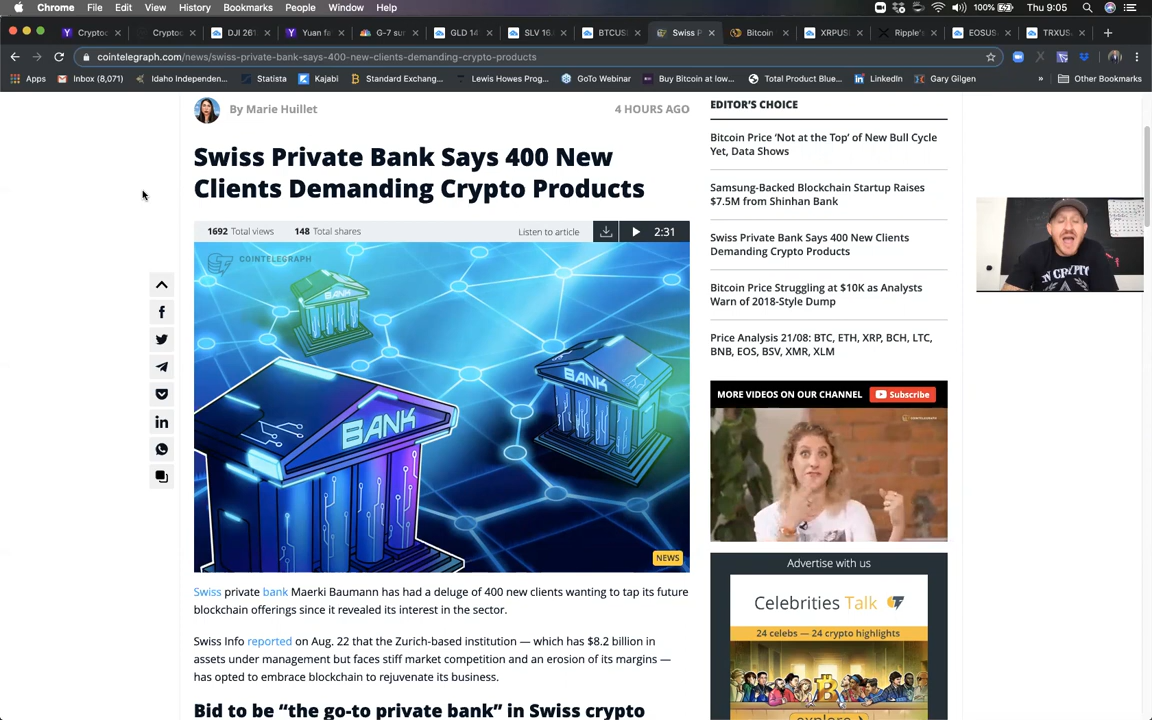 Chrome File Edit View History Bookmarks People Window Help 100% Thu 9:05
Cryptoc Cryptoc DJI 261 Yuan fa G-7 su GLD 14 SLV 16. BTCUS Swiss P Bitcoin XRPUS Ripple's EOSUS TRXUS
cointelegraph.com/news/swiss-private-bank-says-400-new-clients-demanding-crypto-products
Apps Inbox (8,071) Idaho Independen... Statista Kajabi Standard Exchang... Lewis Howes Prog... GoTo Webinar Buy Bitcoin at low... Total Product Blue... LinkedIn Gary Gilgen » Other Bookmarks
By Marie Huillet 4 HOURS AGO
Swiss Private Bank Says 400 New
Clients Demanding Crypto Products
1692 Total views 148 Total shares Listen to article 2:31
COINTELEGRAPH
BANK
BANK
BANK
NEWS
Swiss private bank Maerki Baumann has had a deluge of 400 new clients wanting to tap its future
blockchain offerings since it revealed its interest in the sector.
Swiss Info reported on Aug. 22 that the Zurich-based institution — which has $8.2 billion in
assets under management but faces stiff market competition and an erosion of its margins —
has opted to embrace blockchain to rejuvenate its business.
Bid to be “the go-to private bank” in Swiss crypto
EDITOR'S CHOICE
Bitcoin Price ‘Not at the Top’ of New Bull Cycle
Yet, Data Shows
Samsung-Backed Blockchain Startup Raises
$7.5M from Shinhan Bank
Swiss Private Bank Says 400 New Clients
Demanding Crypto Products
Bitcoin Price Struggling at $10K as Analysts
Warn of 2018-Style Dump
Price Analysis 21/08: BTC, ETH, XRP, BCH, LTC,
BNB, EOS, BSV, XMR, XLM
MORE VIDEOS ON OUR CHANNEL Subscribe
COINTELEGRAPH
Advertise with us
Celebrities Talk
24 celebs — 24 crypto highlights
explore
IN CRYPTO